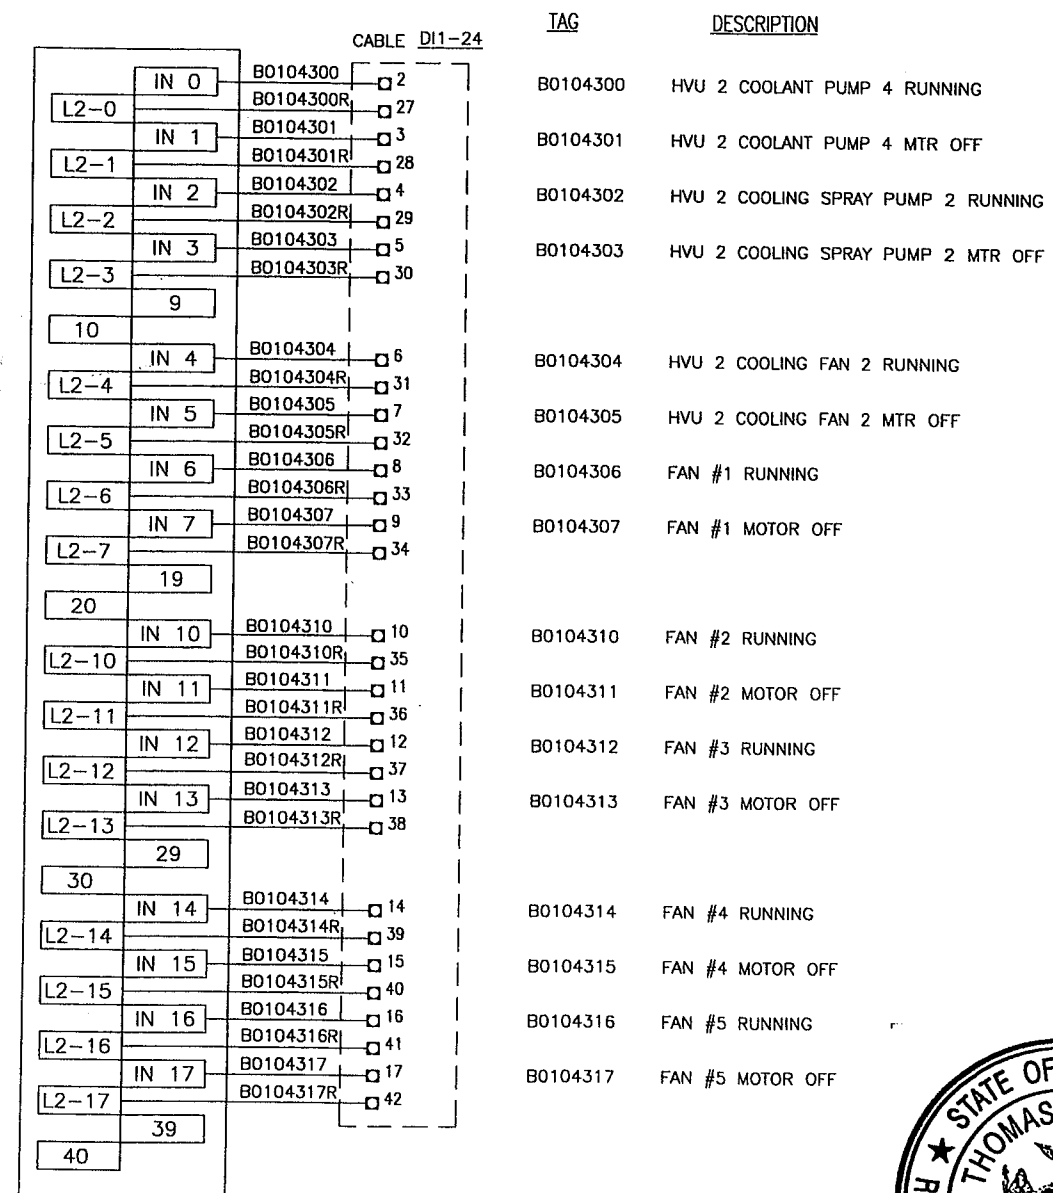 TAG DESCRIPTION
CABLE DI1-24
IN 0 B0104300 2 B0104300 HVU 2 COOLANT PUMP 4 RUNNING
L2-0 B0104300R 27
IN 1 B0104301 3 B0104301 HVU 2 COOLANT PUMP 4 MTR OFF
L2-1 B0104301R 28
IN 2 B0104302 4 B0104302 HVU 2 COOLING SPRAY PUMP 2 RUNNING
L2-2 B0104302R 29
IN 3 B0104303 5 B0104303 HVU 2 COOLING SPRAY PUMP 2 MTR OFF
L2-3 B0104303R 30
9
10
IN 4 B0104304 6 B0104304 HVU 2 COOLING FAN 2 RUNNING
L2-4 B0104304R 31
IN 5 B0104305 7 B0104305 HVU 2 COOLING FAN 2 MTR OFF
L2-5 B0104305R 32
IN 6 B0104306 8 B0104306 FAN #1 RUNNING
L2-6 B0104306R 33
IN 7 B0104307 9 B0104307 FAN #1 MOTOR OFF
L2-7 B0104307R 34
19
20
IN 10 B0104310 10 B0104310 FAN #2 RUNNING
L2-10 B0104310R 35
IN 11 B0104311 11 B0104311 FAN #2 MOTOR OFF
L2-11 B0104311R 36
IN 12 B0104312 12 B0104312 FAN #3 RUNNING
L2-12 B0104312R 37
IN 13 B0104313 13 B0104313 FAN #3 MOTOR OFF
L2-13 B0104313R 38
29
30
IN 14 B0104314 14 B0104314 FAN #4 RUNNING
L2-14 B0104314R 39
IN 15 B0104315 15 B0104315 FAN #4 MOTOR OFF
L2-15 B0104315R 40
IN 16 B0104316 16 B0104316 FAN #5 RUNNING
L2-16 B0104316R 41
IN 17 B0104317 17 B0104317 FAN #5 MOTOR OFF
L2-17 B0104317R 42
39
40
STATE OF
THOMAS